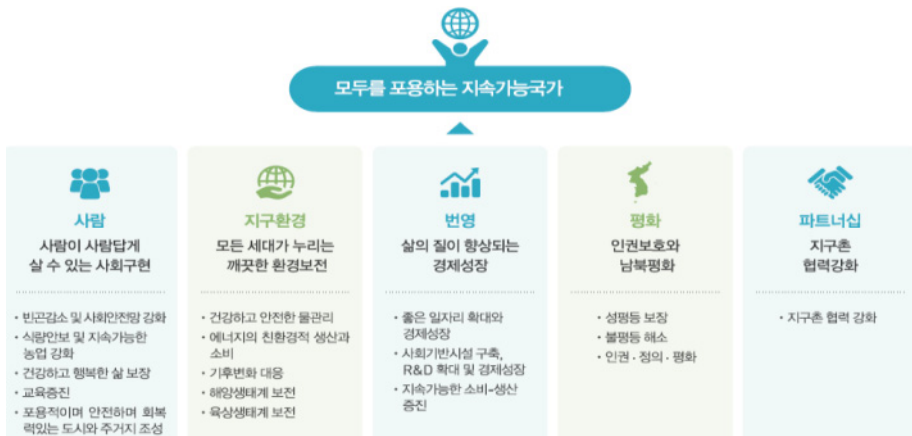 모두를 포용하는 지속가능국가
사람
사람이 사람답게
살 수 있는 사회구현
• 빈곤감소 및 사회안전망 강화
• 식량안보 및 지속가능한
농업 강화
• 건강하고 행복한 삶 보장
• 교육증진
• 포용적이며 안전하며 회복
력있는 도시와 주거지 조성
지구환경
모든 세대가 누리는
깨끗한 환경보전
• 건강하고 안전한 물관리
• 에너지의 친환경적 생산과
소비
• 기후변화 대응
• 해양생태계 보전
• 육상생태계 보전
번영
삶의 질이 향상되는
경제성장
• 좋은 일자리 확대와
경제성장
• 사회기반시설 구축,
R&D 확대 및 경제성장
• 지속가능한 소비-생산
증진
평화
인권보호와
남북평화
• 성평등 보장
• 불평등 해소
• 인권 · 정의 · 평화
파트너십
지구촌
협력강화
• 지구촌 협력 강화